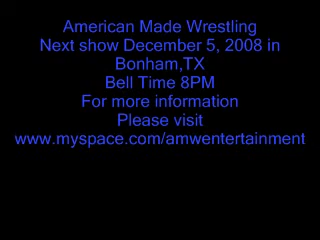 American Made Wrestling
Next show December 5, 2008 in
Bonham,TX
Bell Time 8PM
For more information
Please visit
www.myspace.com/amwentertainment